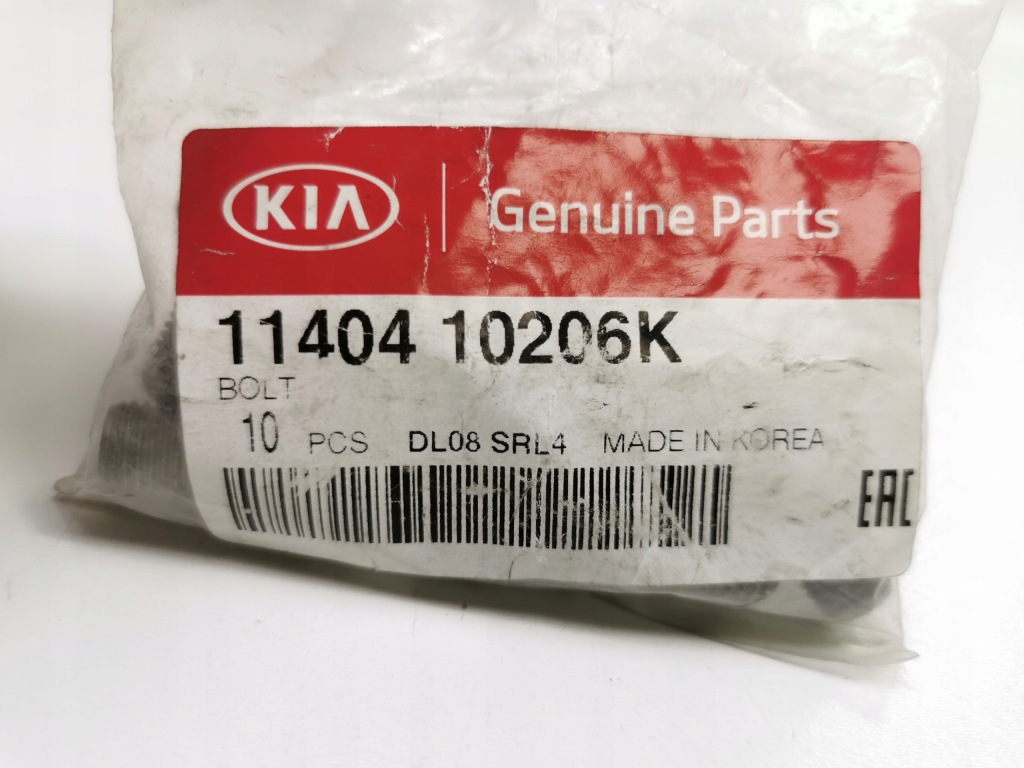 KIA Genuine Parts
11404 10206K
BOLT
10 PCS DL08 SRL4 MADE IN KOREA
EAC